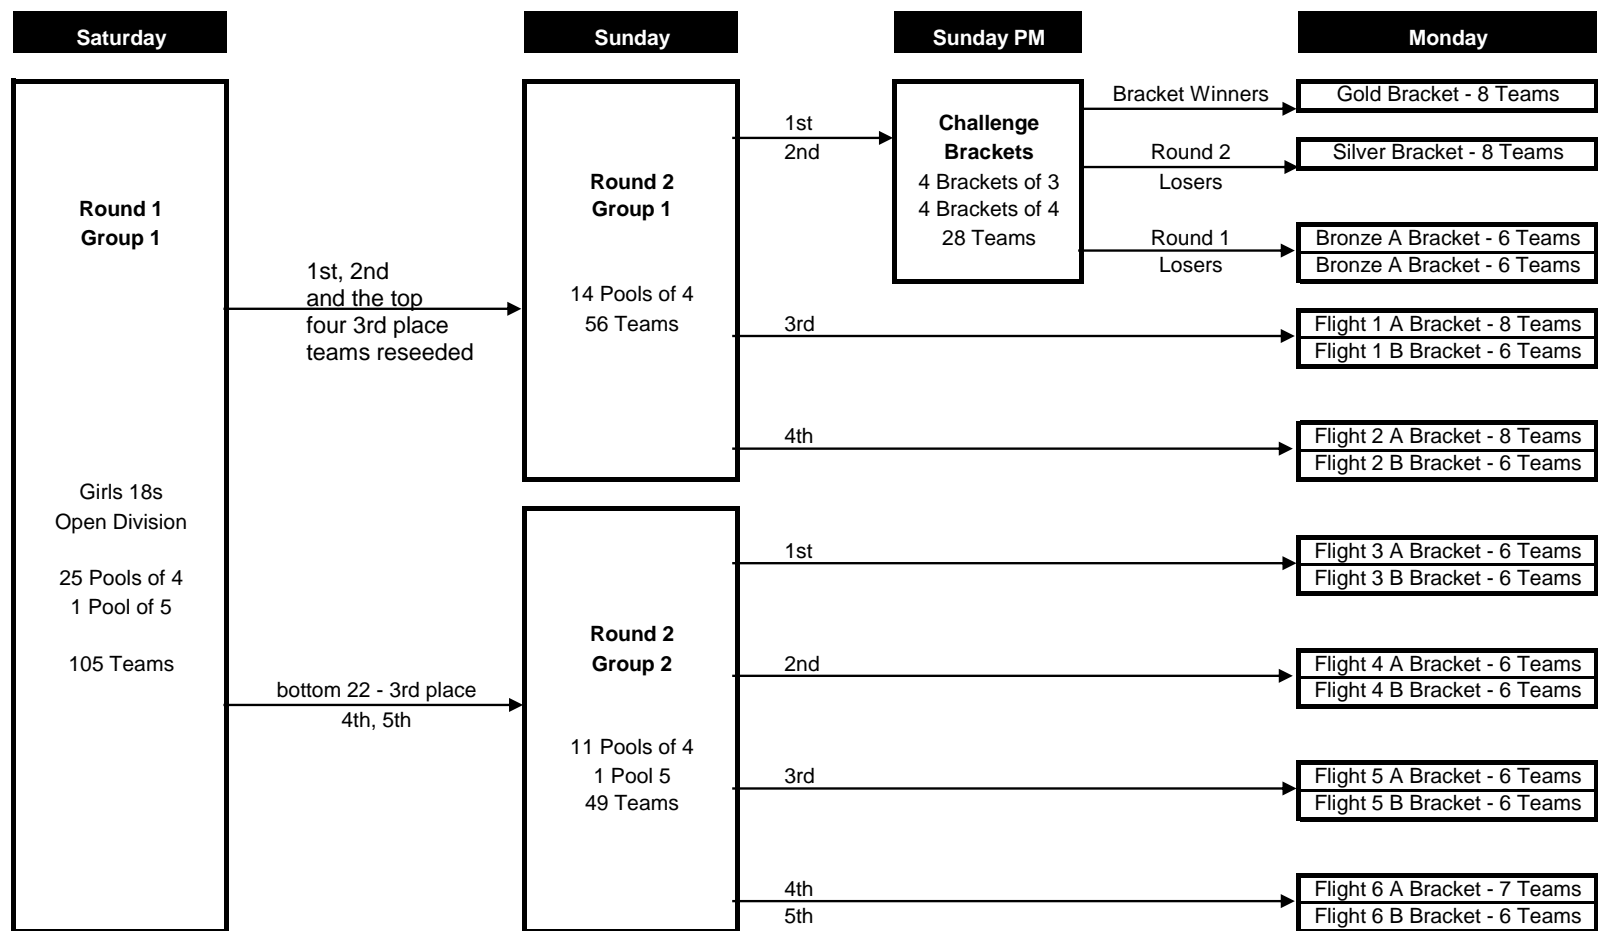 Saturday
Sunday
Sunday PM
Monday
Round 1
Group 1
Girls 18s
Open Division
25 Pools of 4
1 Pool of 5
105 Teams
1st, 2nd
and the top
four 3rd place
teams reseeded
bottom 22 - 3rd place
4th, 5th
Round 2
Group 1
14 Pools of 4
56 Teams
Round 2
Group 2
11 Pools of 4
1 Pool 5
49 Teams
1st
2nd
3rd
4th
1st
2nd
3rd
4th
5th
Challenge
Brackets
4 Brackets of 3
4 Brackets of 4
28 Teams
Bracket Winners
Round 2
Losers
Round 1
Losers
Gold Bracket - 8 Teams
Silver Bracket - 8 Teams
Bronze A Bracket - 6 Teams
Bronze A Bracket - 6 Teams
Flight 1 A Bracket - 8 Teams
Flight 1 B Bracket - 6 Teams
Flight 2 A Bracket - 8 Teams
Flight 2 B Bracket - 6 Teams
Flight 3 A Bracket - 6 Teams
Flight 3 B Bracket - 6 Teams
Flight 4 A Bracket - 6 Teams
Flight 4 B Bracket - 6 Teams
Flight 5 A Bracket - 6 Teams
Flight 5 B Bracket - 6 Teams
Flight 6 A Bracket - 7 Teams
Flight 6 B Bracket - 6 Teams